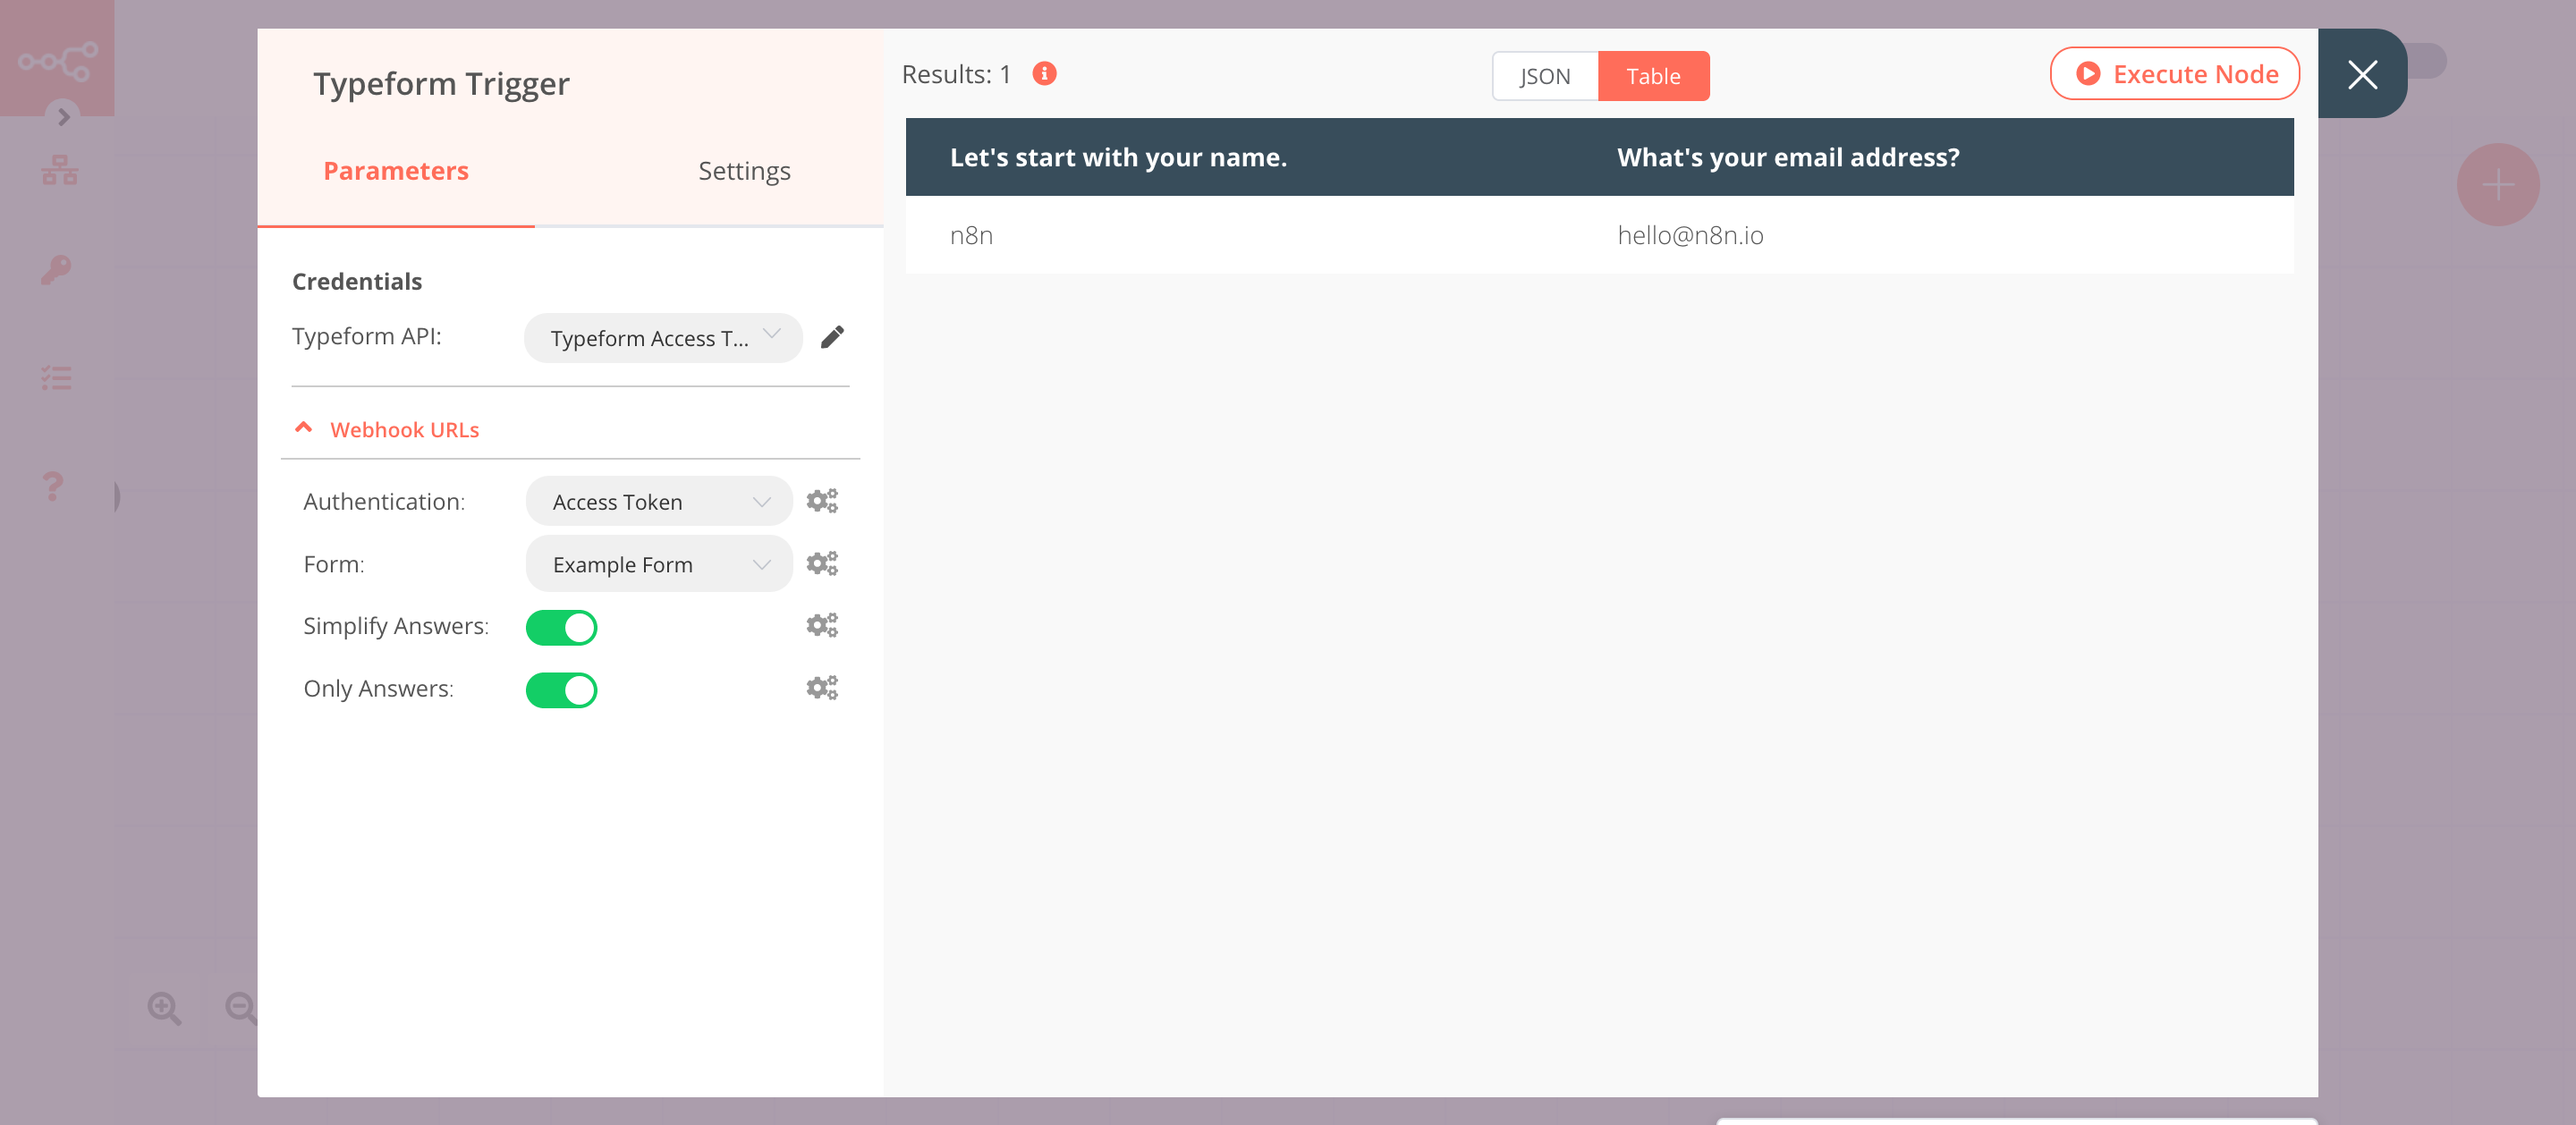 Typeform Trigger
Parameters
Settings
Credentials
Typeform API:
Typeform Access T...
Webhook URLs
Authentication:
Access Token
Form:
Example Form
Simplify Answers:
Only Answers:
Results: 1
JSON
Table
Execute Node
Let's start with your name.
What's your email address?
n8n
hello@n8n.io